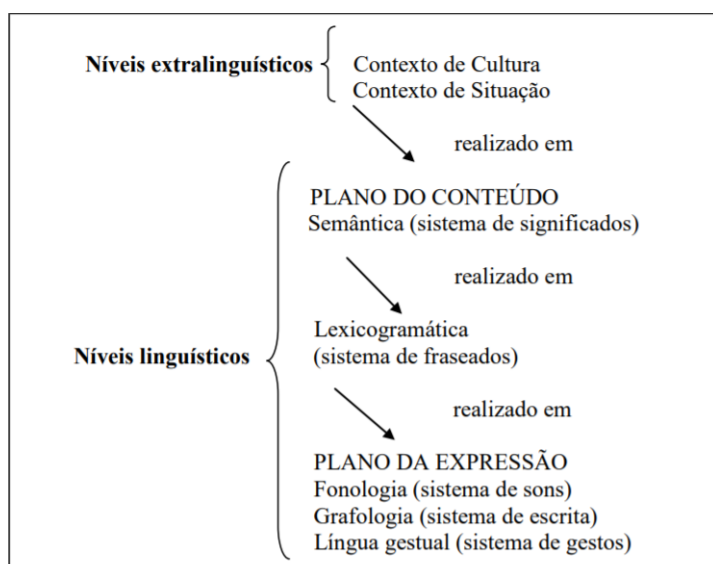 Níveis extralinguísticos
Contexto de Cultura
Contexto de Situação
realizado em
PLANO DO CONTEÚDO
Semântica (sistema de significados)
realizado em
Níveis linguísticos
Lexicogramática
(sistema de fraseados)
realizado em
PLANO DA EXPRESSÃO
Fonologia (sistema de sons)
Grafologia (sistema de escrita)
Língua gestual (sistema de gestos)